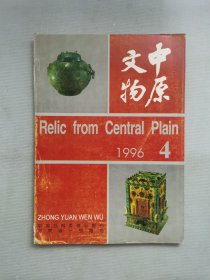 中原
文物
Relic from Central Plain
1996 4
ZHONG YUAN WEN WU